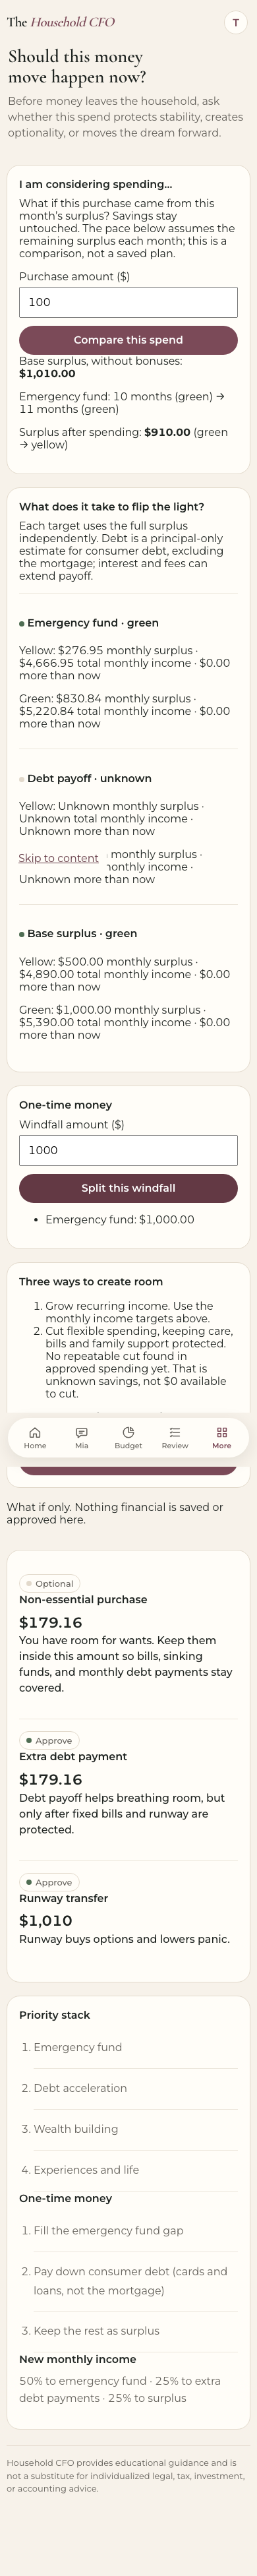 The Household CFO
T
Should this money
move happen now?
Before money leaves the household, ask
whether this spend protects stability, creates
optionality, or moves the dream forward.
I am considering spending...
What if this purchase came from this
month's surplus? Savings stay
untouched. The pace below assumes the
remaining surplus each month; this is a
comparison, not a saved plan.
Purchase amount ($)
100
Compare this spend
Base surplus, without bonuses:
$1,010.00
Emergency fund: 10 months (green) →
11 months (green)
Surplus after spending: $910.00 (green
→ yellow)
What does it take to flip the light?
Each target uses the full surplus
independently. Debt is a principal-only
estimate for consumer debt, excluding
the mortgage; interest and fees can
extend payoff.
Emergency fund · green
Yellow: $276.95 monthly surplus ·
$4,666.95 total monthly income · $0.00
more than now
Green: $830.84 monthly surplus ·
$5,220.84 total monthly income · $0.00
more than now
Debt payoff · unknown
Yellow: Unknown monthly surplus ·
Unknown total monthly income ·
Unknown more than now
monthly surplus ·
Skip to content
monthly income ·
Unknown more than now
Base surplus · green
Yellow: $500.00 monthly surplus ·
$4,890.00 total monthly income · $0.00
more than now
Green: $1,000.00 monthly surplus ·
$5,390.00 total monthly income · $0.00
more than now
One-time money
Windfall amount ($)
1000
Split this windfall
• Emergency fund: $1,000.00
Three ways to create room
1. Grow recurring income. Use the
monthly income targets above.
2. Cut flexible spending, keeping care,
bills and family support protected.
No repeatable cut found in
approved spending yet. That is
unknown savings, not $0 available
to cut.
Home
Mia
Budget
Review
More
What if only. Nothing financial is saved or
approved here.
Optional
Non-essential purchase
$179.16
You have room for wants. Keep them
inside this amount so bills, sinking
funds, and monthly debt payments stay
covered.
Approve
Extra debt payment
$179.16
Debt payoff helps breathing room, but
only after fixed bills and runway are
protected.
Approve
Runway transfer
$1,010
Runway buys options and lowers panic.
Priority stack
1. Emergency fund
2. Debt acceleration
3. Wealth building
4. Experiences and life
One-time money
1. Fill the emergency fund gap
2. Pay down consumer debt (cards and
loans, not the mortgage)
3. Keep the rest as surplus
New monthly income
50% to emergency fund · 25% to extra
debt payments · 25% to surplus
Household CFO provides educational guidance and is
not a substitute for individualized legal, tax, investment,
or accounting advice.